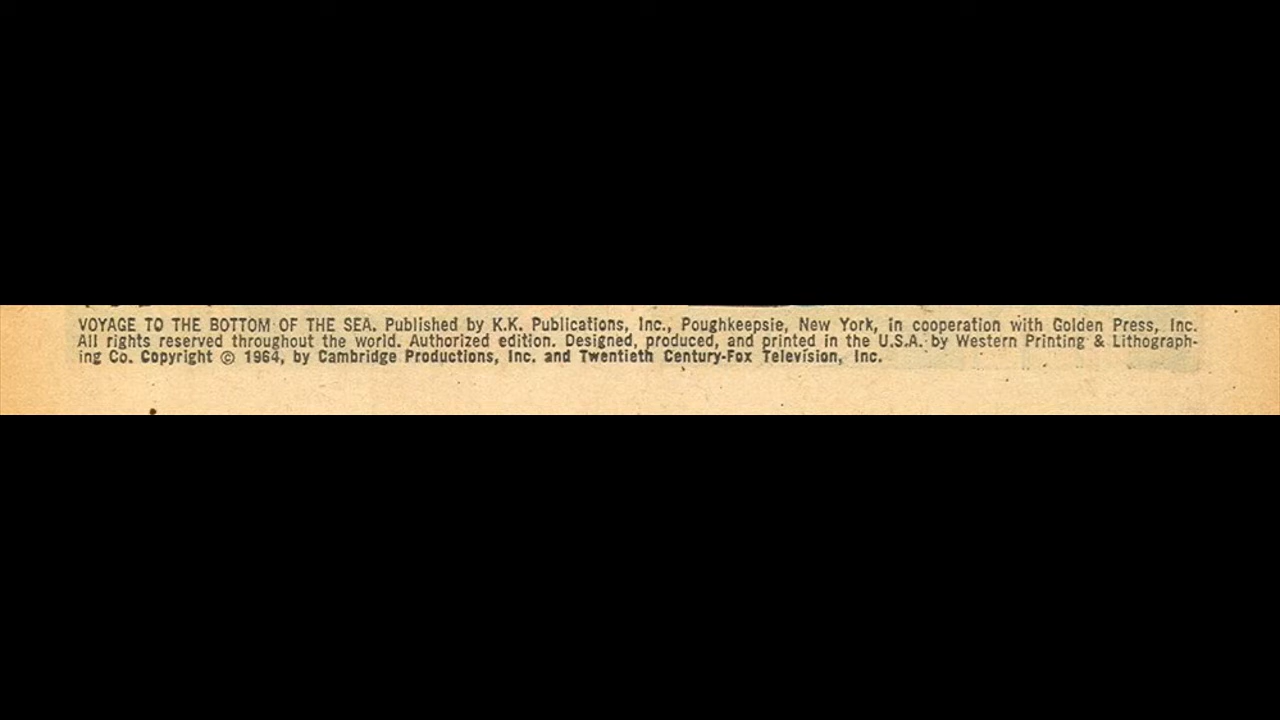 VOYAGE TO THE BOTTOM OF THE SEA. Published by K.K. Publications, Inc., Poughkeepsie, New York, in cooperation with Golden Press, Inc.
All rights reserved throughout the world. Authorized edition. Designed, produced, and printed in the U.S.A. by Western Printing & Lithograph-
ing Co. Copyright © 1964, by Cambridge Productions, Inc. and Twentieth Century-Fox Television, Inc.